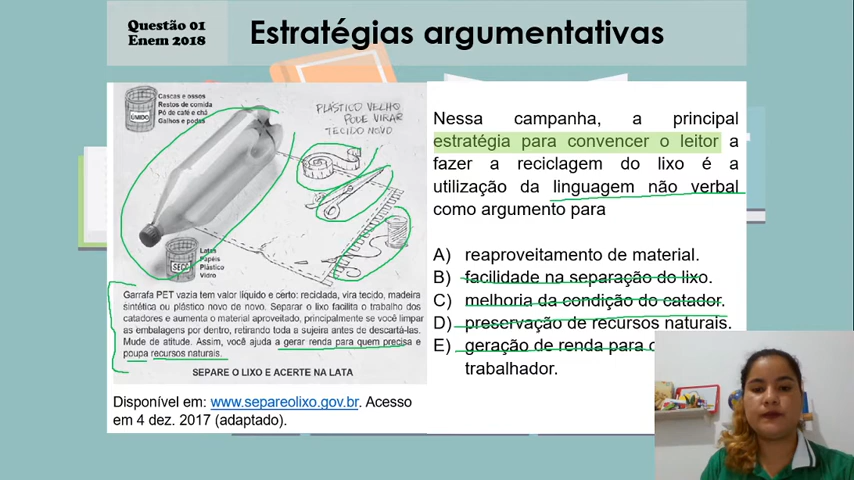 Questão 01
Enem 2018
Estratégias argumentativas
Cascas e ossos
Restos de comida
Pó de café e chá
Galhos e podas
ÚMIDO
PLÁSTICO VELHO
PODE VIRAR
TECIDO NOVO
Latas
Papéis
Plástico
Vidro
SECO
Garrafa PET vazia tem valor líquido e certo: reciclada, vira tecido, madeira
sintética ou plástico novo de novo. Separar o lixo facilita o trabalho dos
catadores e aumenta o material aproveitado, principalmente se você limpar
as embalagens por dentro, retirando toda a sujeira antes de descartá-las.
Mude de atitude. Assim, você ajuda a gerar renda para quem precisa e
poupa recursos naturais.
SEPARE O LIXO E ACERTE NA LATA
Disponível em: www.separeolixo.gov.br. Acesso
em 4 dez. 2017 (adaptado).
Nessa campanha, a principal
estratégia para convencer o leitor a
fazer a reciclagem do lixo é a
utilização da linguagem não verbal
como argumento para
A) reaproveitamento de material.
B) facilidade na separação do lixo.
C) melhoria da condição do catador.
D) preservação de recursos naturais.
E) geração de renda para o
trabalhador.